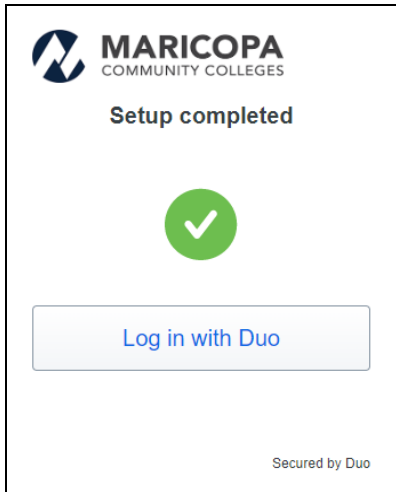 MARICOPA
COMMUNITY COLLEGES
Setup completed
Log in with Duo
Secured by Duo